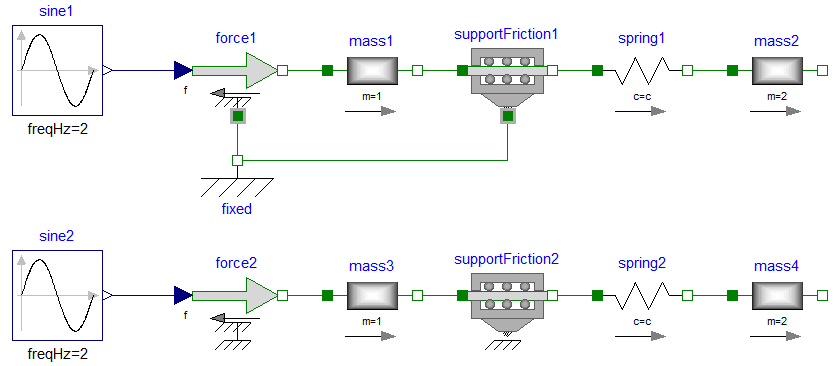 sine1
force1
mass1
supportFriction1
spring1
mass2
f
m=1
c=c
m=2
freqHz=2
fixed
sine2
force2
mass3
supportFriction2
spring2
mass4
f
m=1
c=c
m=2
freqHz=2